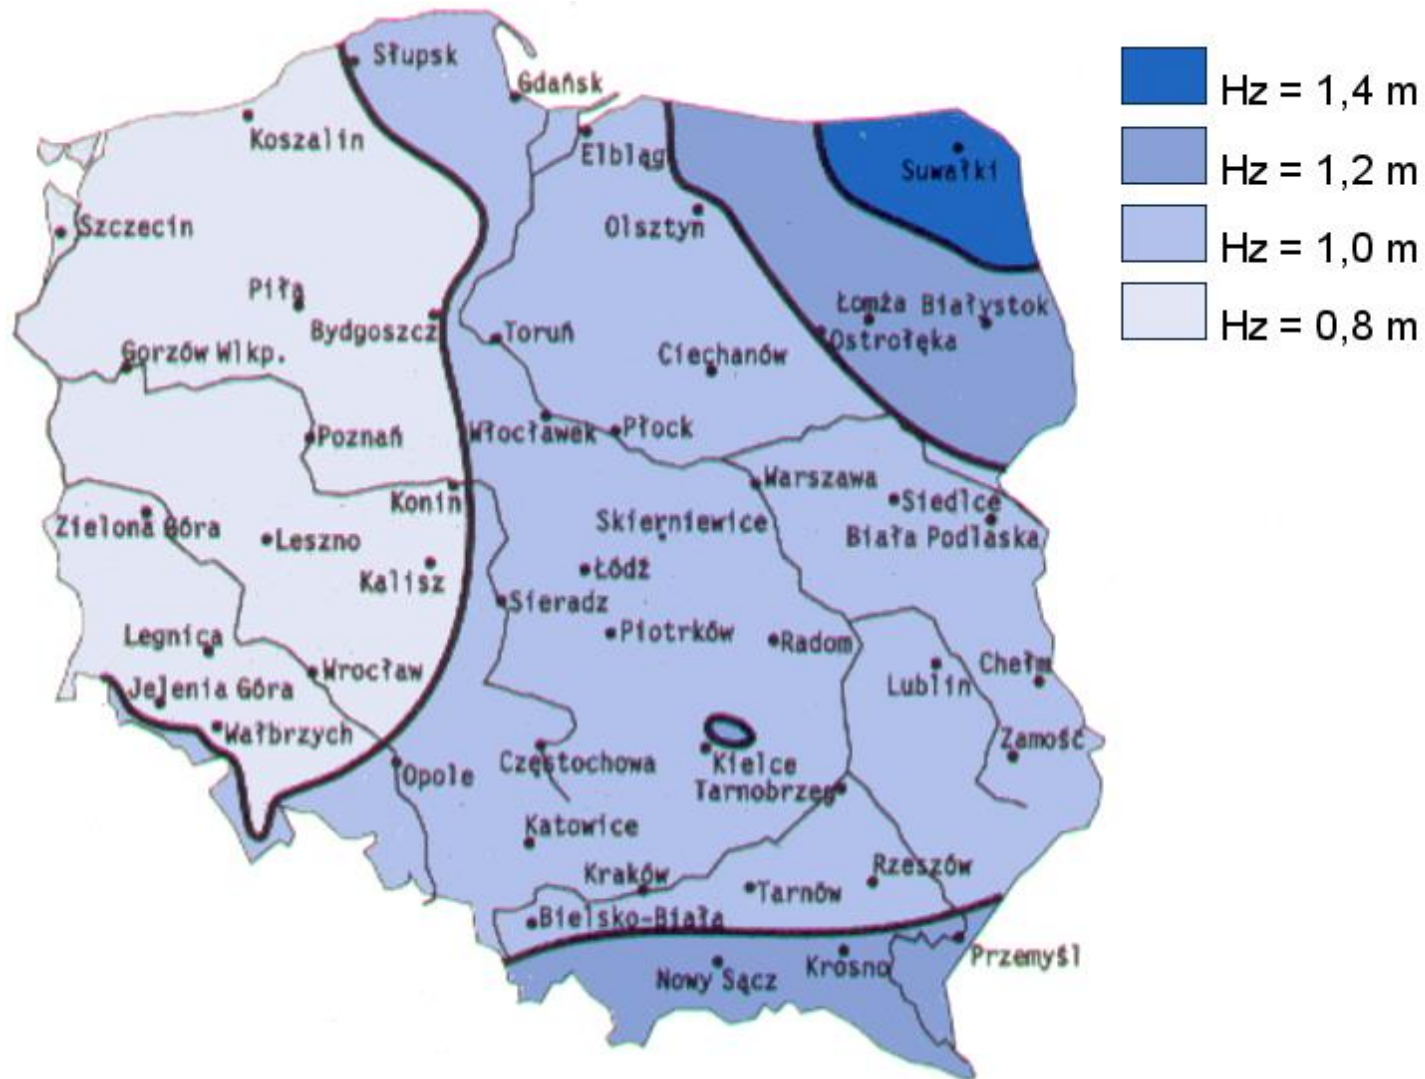 Słupsk
Gdańsk
Hz = 1,4 m
Koszalin
Elbląg
Suwałki
Hz = 1,2 m
Szczecin
Olsztyn
Hz = 1,0 m
Piła
Bydgoszcz
Toruń
Łomża
Białystok
Ostrołęka
Hz = 0,8 m
Gorzów Wlkp.
Ciechanów
Poznań
Włocławek
Płock
Warszawa
Konin
Siedlce
Zielona Góra
Leszno
Skierniewice
Biała Podlaska
Kalisz
Łódź
Sieradz
Legnica
Piotrków
Radom
Wrocław
Lublin
Chełm
Jelenia Góra
Wałbrzych
Zamość
Opole
Częstochowa
Kielce
Tarnobrzeg
Katowice
Kraków
Tarnów
Rzeszów
Bielsko-Biała
Przemyśl
Nowy Sącz
Krosno